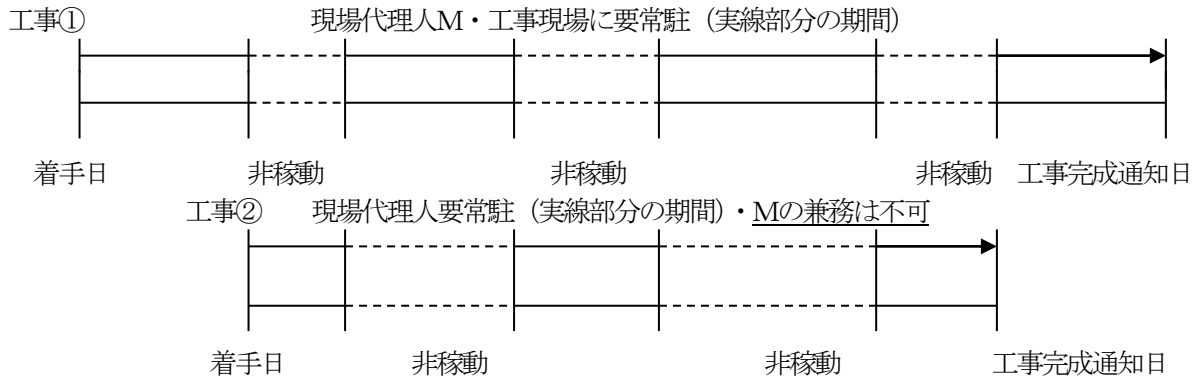 工事① 現場代理人M・工事現場に要常駐（実線部分の期間）
着手日 非稼動 非稼動 非稼動 工事完成通知日
工事② 現場代理人要常駐（実線部分の期間）・Mの兼務は不可
着手日 非稼動 非稼動 工事完成通知日